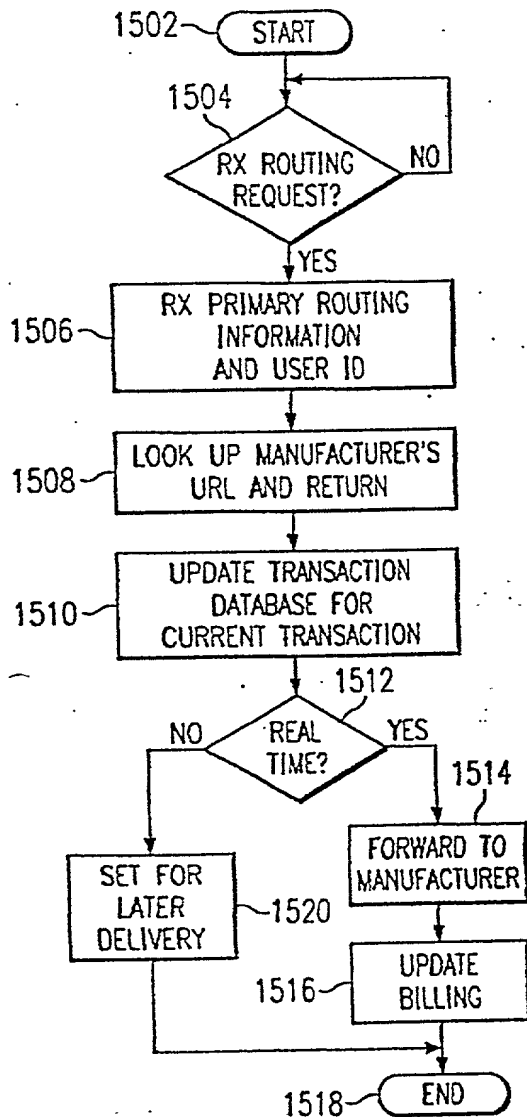 1502
START
1504
RX ROUTING
REQUEST?
NO
YES
1506
RX PRIMARY ROUTING
INFORMATION
AND USER ID
1508
LOOK UP MANUFACTURER'S
URL AND RETURN
1510
UPDATE TRANSACTION
DATABASE FOR
CURRENT TRANSACTION
1512
NO
REAL
TIME?
YES
1514
FORWARD TO
MANUFACTURER
SET FOR
LATER
DELIVERY
1520
1516
UPDATE
BILLING
1518
END